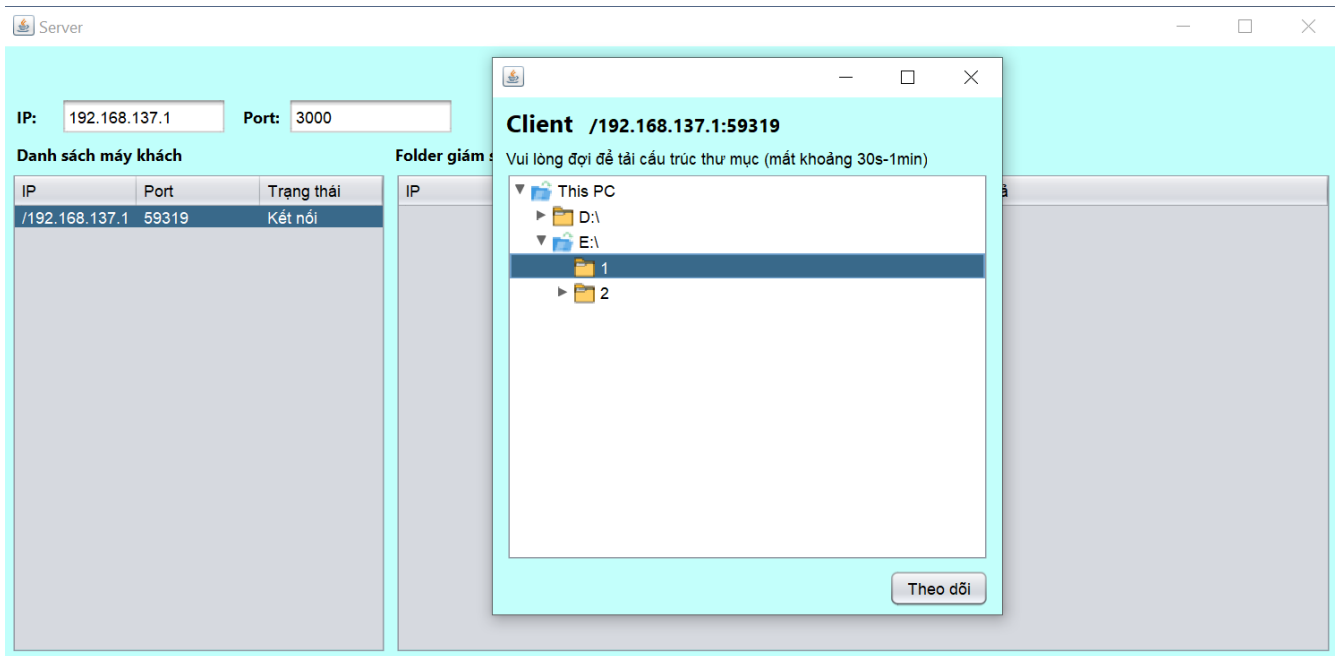 Server
IP: 192.168.137.1 Port: 3000
Danh sách máy khách Folder giám
IP Port Trạng thái IP
/192.168.137.1 59319 Kết nối
Client /192.168.137.1:59319
Vui lòng đợi để tải cấu trúc thư mục (mất khoảng 30s-1min)
This PC
D:\
E:\
1
2
Theo dõi